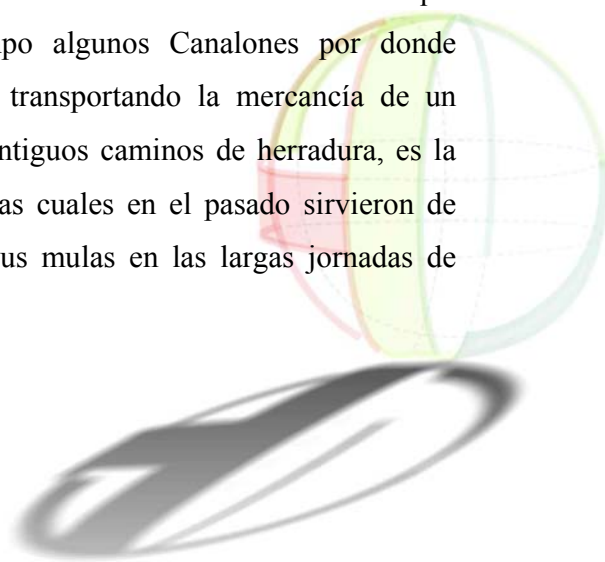 po algunos Canalones por donde
transportando la mercancía de un
ntiguos caminos de herradura, es la
as cuales en el pasado sirvieron de
us mulas en las largas jornadas de